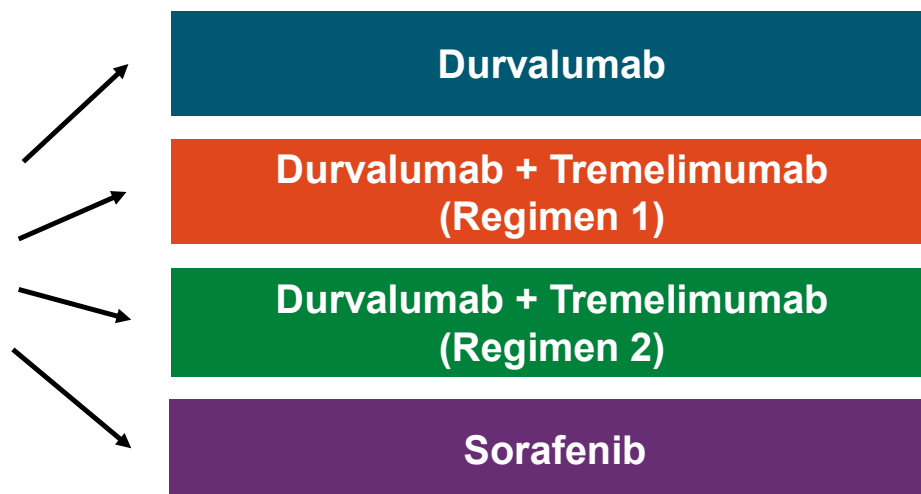 Durvalumab
Durvalumab + Tremelimumab
(Regimen 1)
Durvalumab + Tremelimumab
(Regimen 2)
Sorafenib